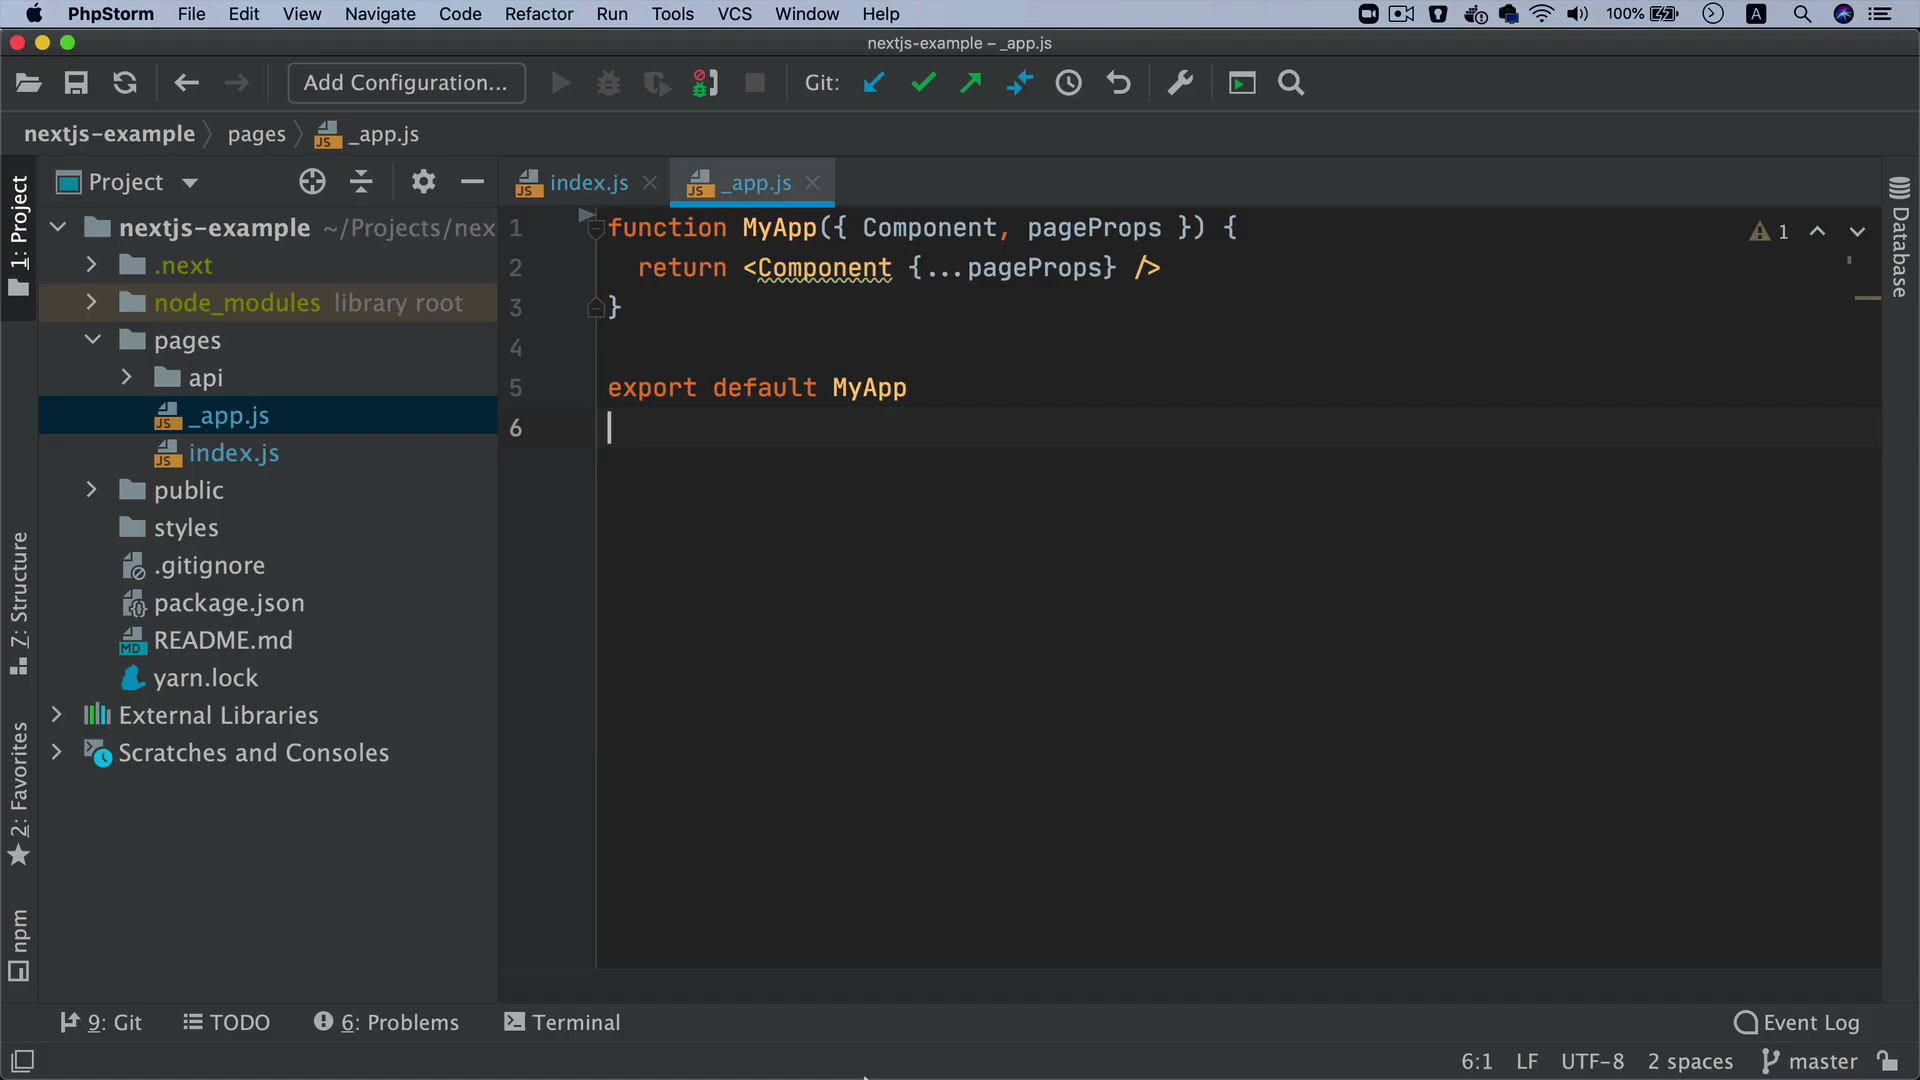 PhpStorm File Edit View Navigate Code Refactor Run Tools VCS Window Help 100% A
nextjs-example – _app.js
Add Configuration... Git:
nextjs-example pages _app.js
1: Project
Project
index.js _app.js
Database
nextjs-example ~/Projects/nex
.next
node_modules library root
pages
api
_app.js
index.js
public
styles
.gitignore
package.json
README.md
yarn.lock
External Libraries
Scratches and Consoles
1 function MyApp({ Component, pageProps }) {
2 return <Component {...pageProps} />
3 }
4
5 export default MyApp
6
1
7: Structure
2: Favorites
npm
9: Git TODO 6: Problems Terminal Event Log
6:1 LF UTF-8 2 spaces master